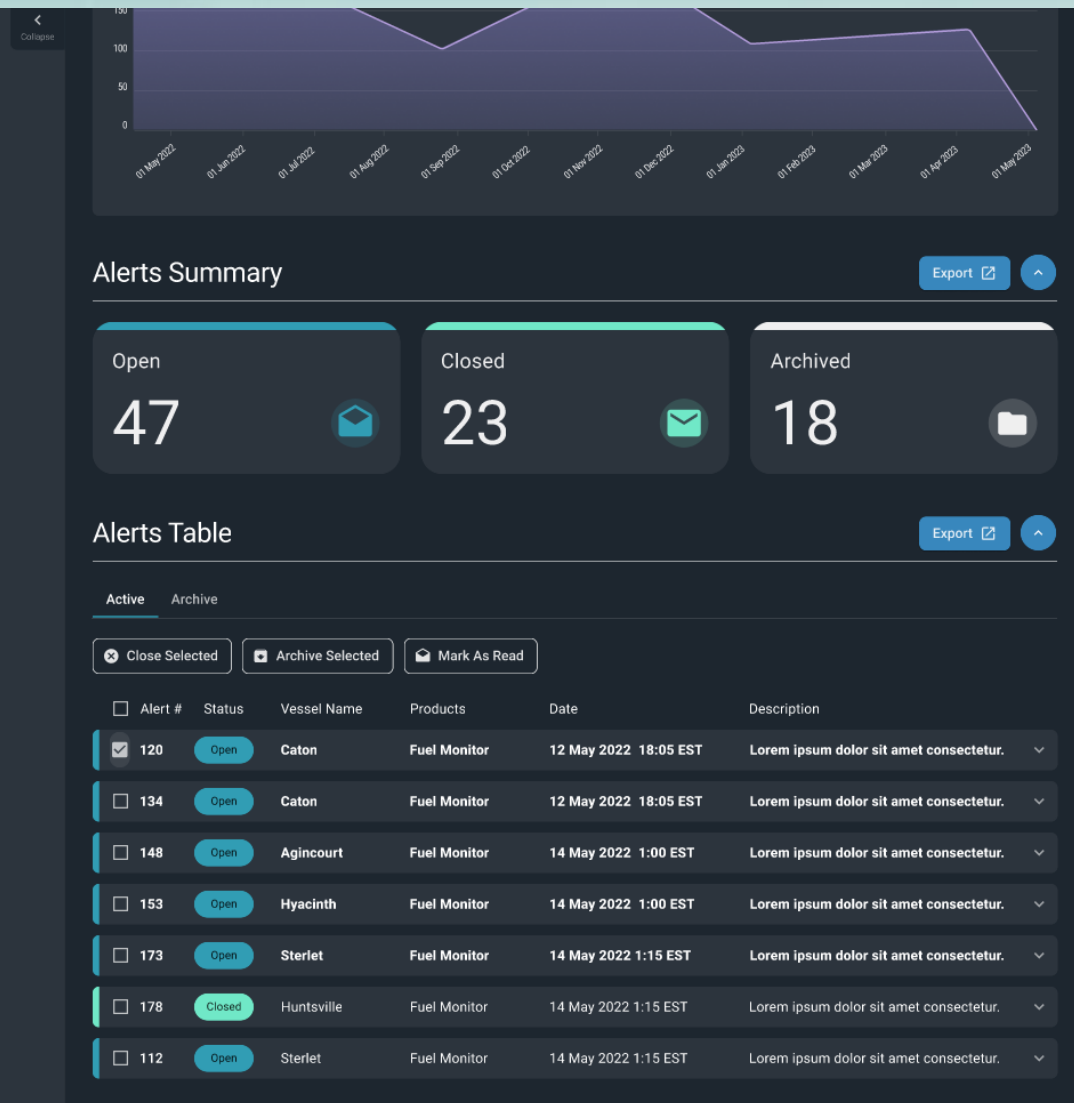 Collapse
150
100
50
0
01 May 2022
01 Jun 2022
01 Jul 2022
01 Aug 2022
01 Sep 2022
01 Oct 2022
01 Nov 2022
01 Dec 2022
01 Jan 2023
01 Feb 2023
01 Mar 2023
01 Apr 2023
01 May 2023
Alerts Summary
Export
Open
Closed
Archived
47
23
18
Alerts Table
Export
Active Archive
Close Selected Archive Selected Mark As Read
Alert # Status Vessel Name Products Date Description
120 Open Caton Fuel Monitor 12 May 2022 18:05 EST Lorem ipsum dolor sit amet consectetur.
134 Open Caton Fuel Monitor 12 May 2022 18:05 EST Lorem ipsum dolor sit amet consectetur.
148 Open Agincourt Fuel Monitor 14 May 2022 1:00 EST Lorem ipsum dolor sit amet consectetur.
153 Open Hyacinth Fuel Monitor 14 May 2022 1:00 EST Lorem ipsum dolor sit amet consectetur.
173 Open Sterlet Fuel Monitor 14 May 2022 1:15 EST Lorem ipsum dolor sit amet consectetur.
178 Closed Huntsville Fuel Monitor 14 May 2022 1:15 EST Lorem ipsum dolor sit amet consectetur.
112 Open Sterlet Fuel Monitor 14 May 2022 1:15 EST Lorem ipsum dolor sit amet consectetur.